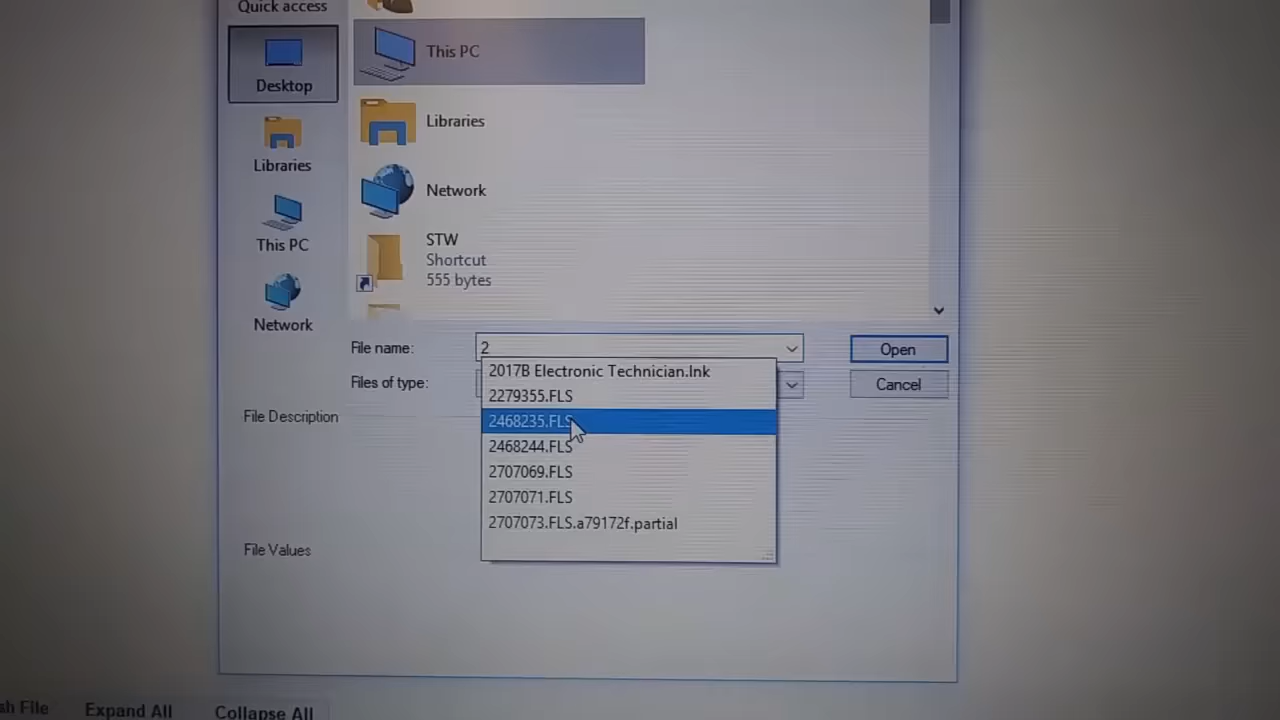 Quick access
This PC
Desktop
Libraries
Libraries
Network
This PC
STW
Shortcut
555 bytes
Network
File name:
2
Open
2017B Electronic Technician.lnk
Files of type:
Cancel
2279355.FLS
File Description
2468235.FLS
2468244.FLS
2707069.FLS
2707071.FLS
2707073.FLS.a79172f.partial
File Values
File
Expand All
Collapse All